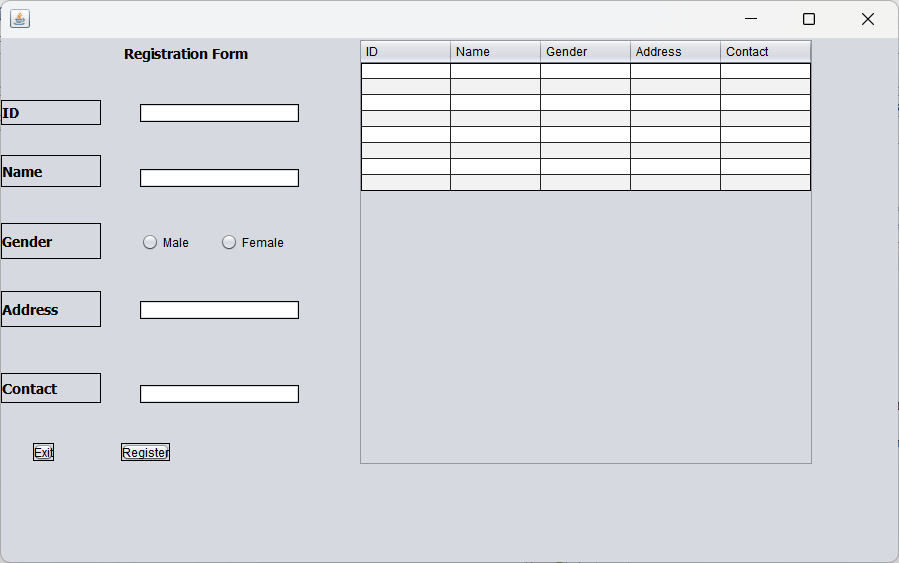 Registration Form
ID Name Gender Address Contact
ID
Name
Gender
Male Female
Address
Contact
Exit Register